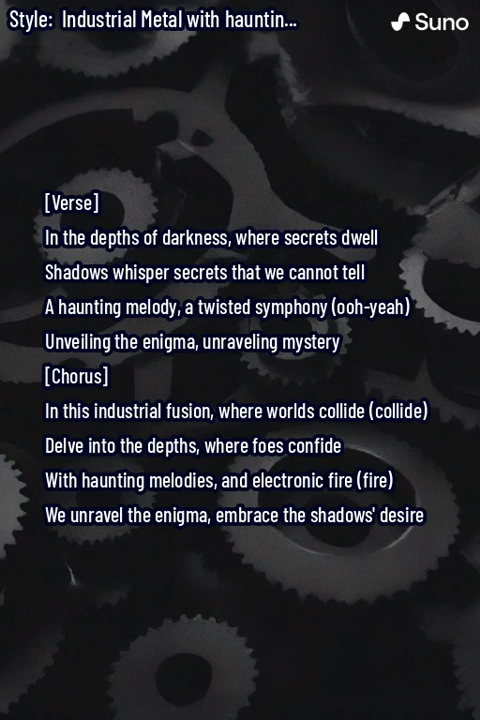 Style: Industrial Metal with hauntin...
Suno
[Verse]
In the depths of darkness, where secrets dwell
Shadows whisper secrets that we cannot tell
A haunting melody, a twisted symphony (ooh-yeah)
Unveiling the enigma, unraveling mystery
[Chorus]
In this industrial fusion, where worlds collide (collide)
Delve into the depths, where foes confide
With haunting melodies, and electronic fire (fire)
We unravel the enigma, embrace the shadows' desire